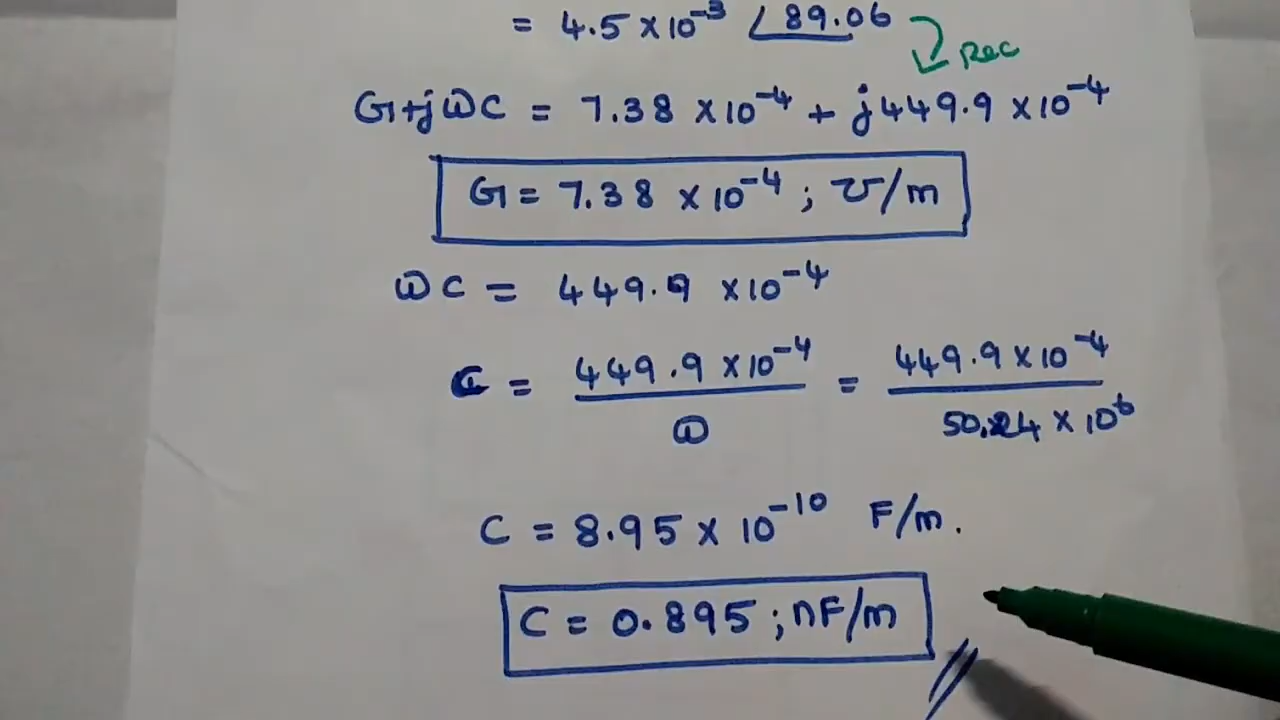 = 4.5 × 10⁻³ ∠89.06
Rec
G+jωC = 7.38 × 10⁻⁴ + j449.9 × 10⁻⁴
G = 7.38 × 10⁻⁴ ; ℧/m
ωC = 449.9 × 10⁻⁴
C = 449.9 × 10⁻⁴ / ω = 449.9 × 10⁻⁴ / 50.24 × 10⁶
C = 8.95 × 10⁻¹⁰ F/m.
C = 0.895 ; nF/m